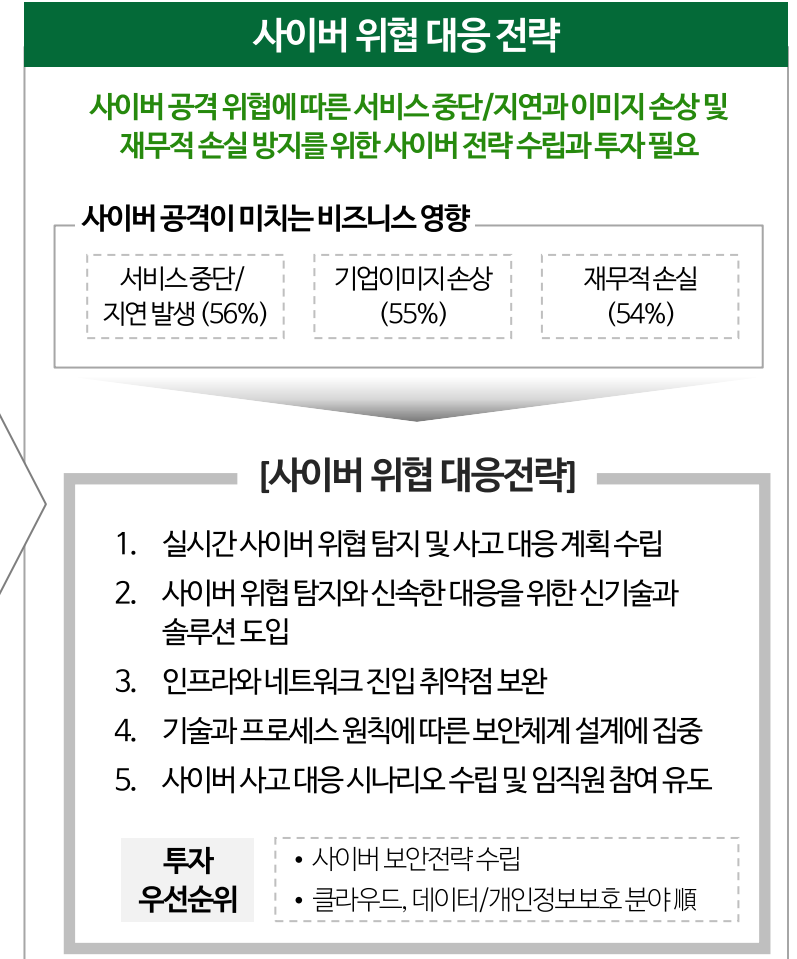 사이버 위협 대응 전략
사이버 공격 위협에 따른 서비스 중단/지연과 이미지 손상 및
재무적 손실 방지를 위한 사이버 전략 수립과 투자 필요
사이버 공격이 미치는 비즈니스 영향
서비스 중단/
지연 발생 (56%)
기업이미지 손상
(55%)
재무적 손실
(54%)
[사이버 위협 대응전략]
1. 실시간 사이버 위협 탐지 및 사고 대응 계획 수립
2. 사이버 위협 탐지와 신속한 대응을 위한 신기술과
솔루션 도입
3. 인프라와 네트워크 진입 취약점 보완
4. 기술과 프로세스 원칙에 따른 보안체계 설계에 집중
5. 사이버 사고 대응 시나리오 수립 및 임직원 참여 유도
투자
우선순위
• 사이버 보안전략 수립
• 클라우드, 데이터/개인정보보호 분야 順